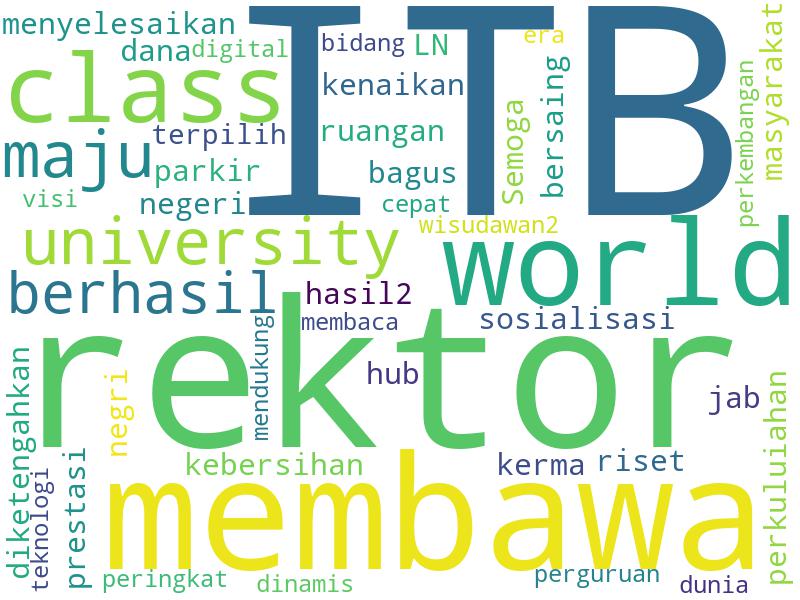 menyelesaikan
ITB
dana
digital
bidang
LN
era
class
kenaikan
bersaing
masyarakat
maju
terpilih
ruangan
Semoga
perkembangan
parkir
bagus
visi
negeri
cepat
wisudawan2
university
world
berhasil
hasil2
membaca
sosialisasi
rektor
mendukung
hub
negri
jab
diketengahkan
kebersihan
kerma
riset
perkuluiahan
teknologi
prestasi
membawa
peringkat
dinamis
perguruan
dunia